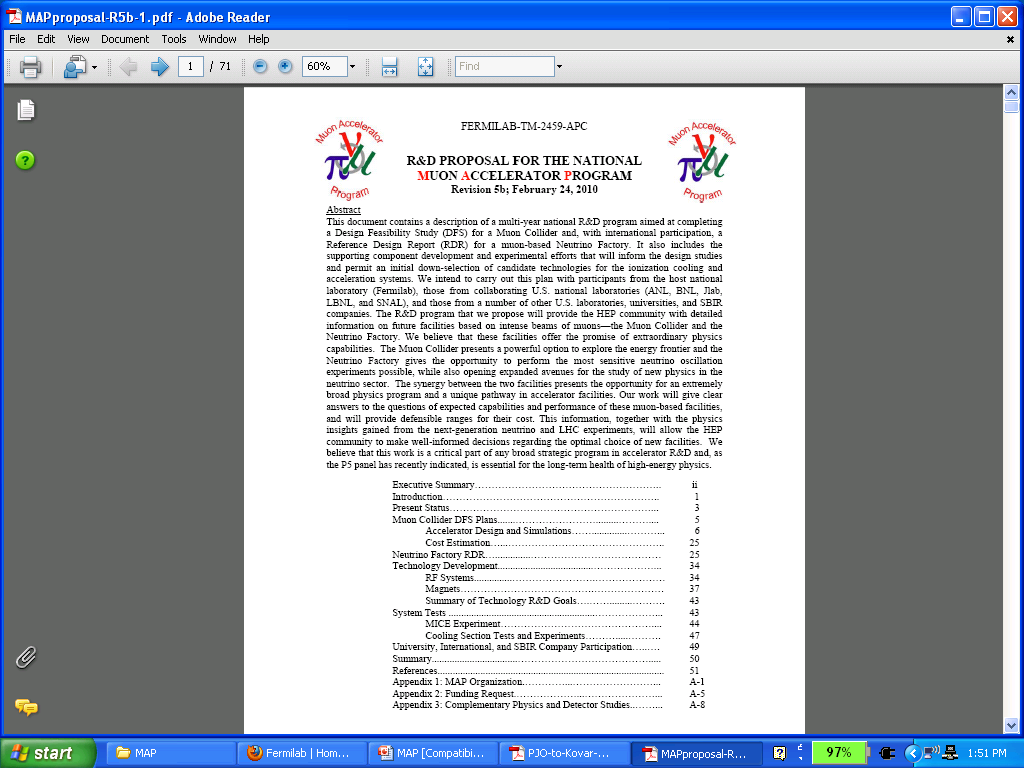 MAPproposal-R5b-1.pdf - Adobe Reader
File Edit View Document Tools Window Help
1 / 71 60% Find
Muon Accelerator
Program
FERMILAB-TM-2459-APC
Muon Accelerator
Program
R&D PROPOSAL FOR THE NATIONAL
MUON ACCELERATOR PROGRAM
Revision 5b; February 24, 2010
Abstract
This document contains a description of a multi-year national R&D program aimed at completing
a Design Feasibility Study (DFS) for a Muon Collider and, with international participation, a
Reference Design Report (RDR) for a muon-based Neutrino Factory. It also includes the
supporting component development and experimental efforts that will inform the design studies
and permit an initial down-selection of candidate technologies for the ionization cooling and
acceleration systems. We intend to carry out this plan with participants from the host national
laboratory (Fermilab), those from collaborating U.S. national laboratories (ANL, BNL, Jlab,
LBNL, and SNAL), and those from a number of other U.S. laboratories, universities, and SBIR
companies. The R&D program that we propose will provide the HEP community with detailed
information on future facilities based on intense beams of muons—the Muon Collider and the
Neutrino Factory. We believe that these facilities offer the promise of extraordinary physics
capabilities. The Muon Collider presents a powerful option to explore the energy frontier and the
Neutrino Factory gives the opportunity to perform the most sensitive neutrino oscillation
experiments possible, while also opening expanded avenues for the study of new physics in the
neutrino sector. The synergy between the two facilities presents the opportunity for an extremely
broad physics program and a unique pathway in accelerator facilities. Our work will give clear
answers to the questions of expected capabilities and performance of these muon-based facilities,
and will provide defensible ranges for their cost. This information, together with the physics
insights gained from the next-generation neutrino and LHC experiments, will allow the HEP
community to make well-informed decisions regarding the optimal choice of new facilities. We
believe that this work is a critical part of any broad strategic program in accelerator R&D and, as
the P5 panel has recently indicated, is essential for the long-term health of high-energy physics.
Executive Summary.......................................................... ii
Introduction.......................................................... 1
Present Status.......................................................... 3
Muon Collider DFS Plans.......................................................... 5
Accelerator Design and Simulations.............................. 6
Cost Estimation.......................................................... 25
Neutrino Factory RDR.......................................................... 25
Technology Development.......................................................... 34
RF Systems.......................................................... 34
Magnets.......................................................... 37
Summary of Technology R&D Goals.............................. 43
System Tests .......................................................... 43
MICE Experiment.......................................................... 44
Cooling Section Tests and Experiments.............................. 47
University, International, and SBIR Company Participation......... 49
Summary.......................................................... 50
References.......................................................... 51
Appendix 1: MAP Organization.............................. A-1
Appendix 2: Funding Request.............................. A-5
Appendix 3: Complementary Physics and Detector Studies......... A-8
start MAP Fermilab | Hom... MAP [Compatibi... PJO-to-Kovar-... MAPproposal-R... 97% 1:51 PM